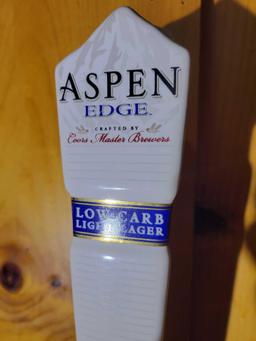 ASPEN
EDGE
CRAFTED BY
Coors Master Brewers
LOW-CARB
LIGHT LAGER